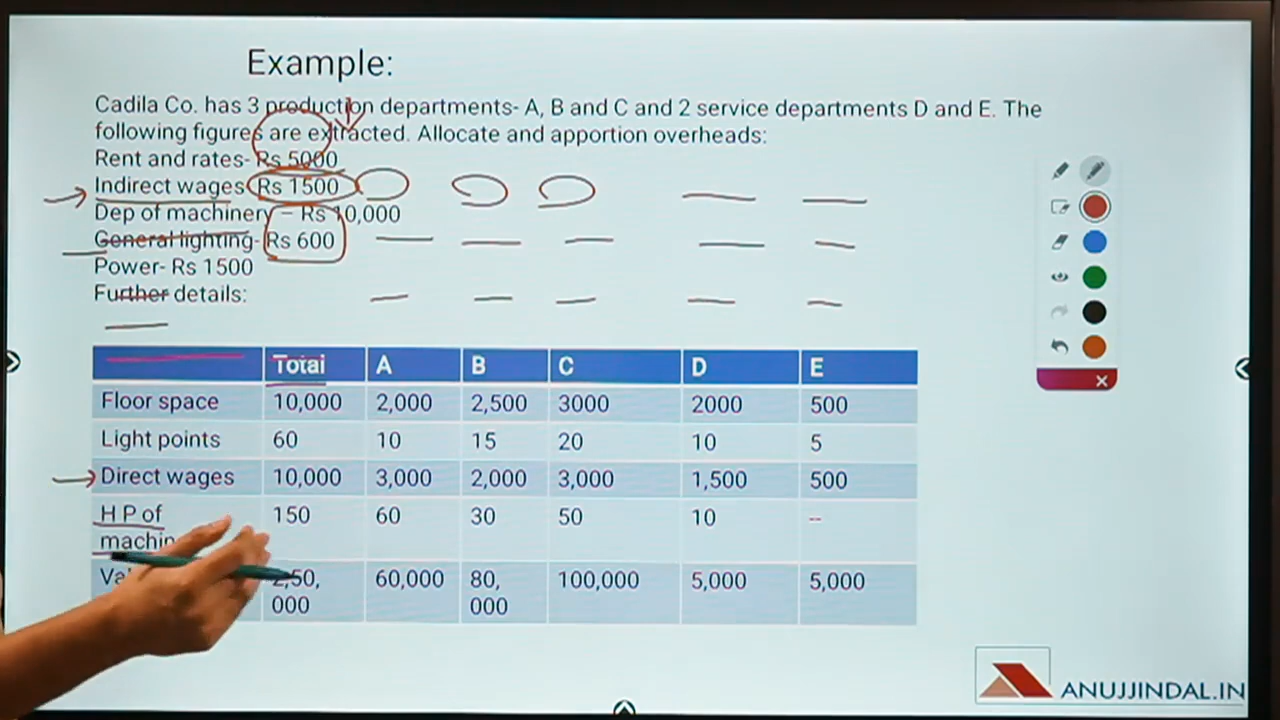 Example:
Cadila Co. has 3 production departments- A, B and C and 2 service departments D and E. The
following figures are extracted. Allocate and apportion overheads:
Rent and rates- Rs 5000
Indirect wages Rs 1500
Dep of machinery – Rs 10,000
General lighting- Rs 600
Power- Rs 1500
Further details:
Total A B C D E
Floor space 10,000 2,000 2,500 3000 2000 500
Light points 60 10 15 20 10 5
Direct wages 10,000 3,000 2,000 3,000 1,500 500
H P of 150 60 30 50 10 --
2,50, 60,000 80, 100,000 5,000 5,000
000 000
ANUJJINDAL.IN